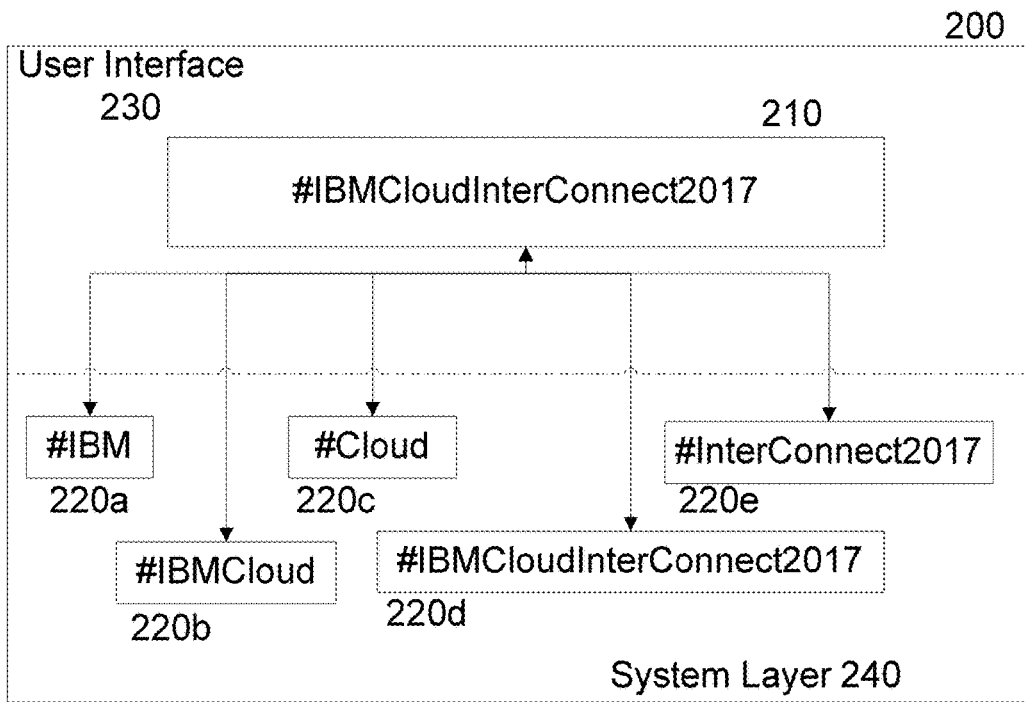 200
User Interface
230
210
#IBMCloudInterConnect2017
#IBM
#Cloud
#InterConnect2017
220a
220c
220e
#IBMCloud
#IBMCloudInterConnect2017
220b
220d
System Layer 240